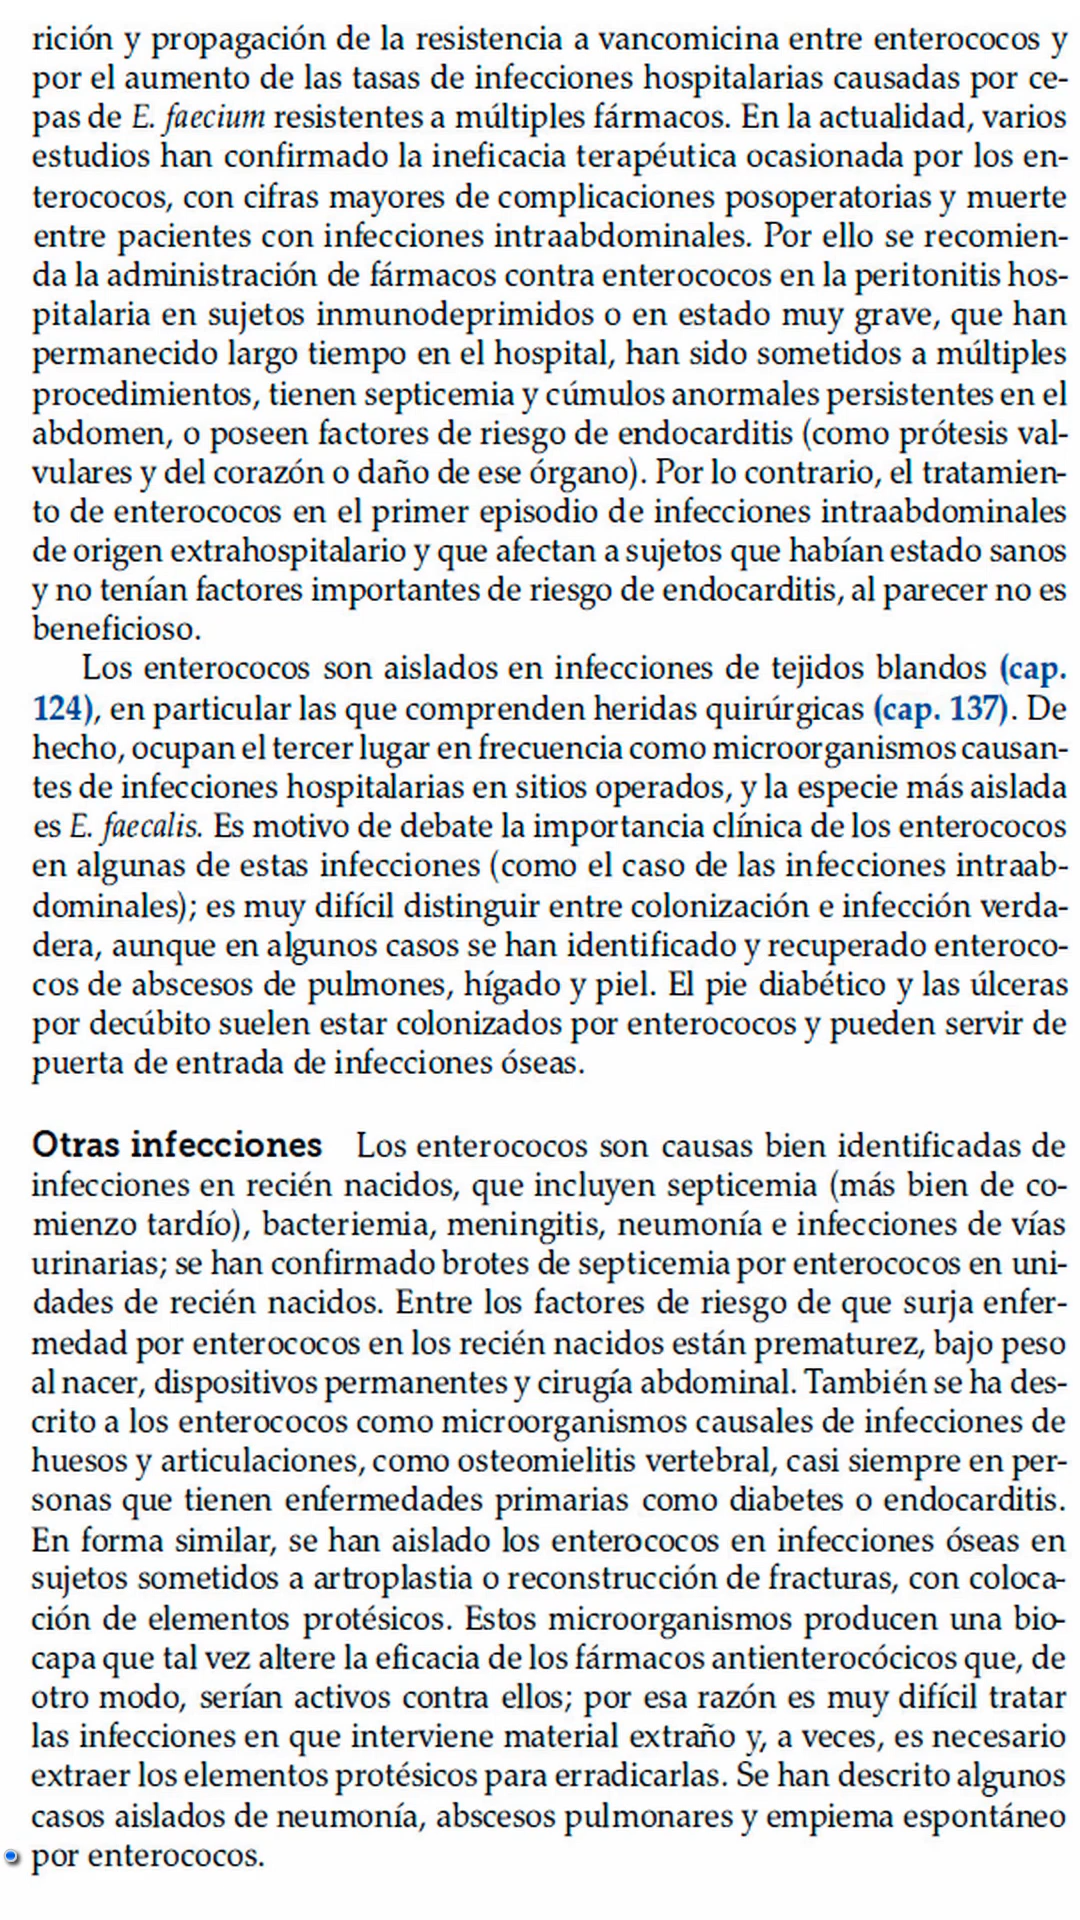 rición y propagación de la resistencia a vancomicina entre enterococos y
por el aumento de las tasas de infecciones hospitalarias causadas por ce-
pas de E. faecium resistentes a múltiples fármacos. En la actualidad, varios
estudios han confirmado la ineficacia terapéutica ocasionada por los en-
terococos, con cifras mayores de complicaciones posoperatorias y muerte
entre pacientes con infecciones intraabdominales. Por ello se recomien-
da la administración de fármacos contra enterococos en la peritonitis hos-
pitalaria en sujetos inmunodeprimidos o en estado muy grave, que han
permanecido largo tiempo en el hospital, han sido sometidos a múltiples
procedimientos, tienen septicemia y cúmulos anormales persistentes en el
abdomen, o poseen factores de riesgo de endocarditis (como prótesis val-
vulares y del corazón o daño de ese órgano). Por lo contrario, el tratamien-
to de enterococos en el primer episodio de infecciones intraabdominales
de origen extrahospitalario y que afectan a sujetos que habían estado sanos
y no tenían factores importantes de riesgo de endocarditis, al parecer no es
beneficioso.
Los enterococos son aislados en infecciones de tejidos blandos (cap.
124), en particular las que comprenden heridas quirúrgicas (cap. 137). De
hecho, ocupan el tercer lugar en frecuencia como microorganismos causan-
tes de infecciones hospitalarias en sitios operados, y la especie más aislada
es E. faecalis. Es motivo de debate la importancia clínica de los enterococos
en algunas de estas infecciones (como el caso de las infecciones intraab-
dominales); es muy difícil distinguir entre colonización e infección verda-
dera, aunque en algunos casos se han identificado y recuperado enteroco-
cos de abscesos de pulmones, hígado y piel. El pie diabético y las úlceras
por decúbito suelen estar colonizados por enterococos y pueden servir de
puerta de entrada de infecciones óseas.
Otras infecciones Los enterococos son causas bien identificadas de
infecciones en recién nacidos, que incluyen septicemia (más bien de co-
mienzo tardío), bacteriemia, meningitis, neumonía e infecciones de vías
urinarias; se han confirmado brotes de septicemia por enterococos en uni-
dades de recién nacidos. Entre los factores de riesgo de que surja enfer-
medad por enterococos en los recién nacidos están prematurez, bajo peso
al nacer, dispositivos permanentes y cirugía abdominal. También se ha des-
crito a los enterococos como microorganismos causales de infecciones de
huesos y articulaciones, como osteomielitis vertebral, casi siempre en per-
sonas que tienen enfermedades primarias como diabetes o endocarditis.
En forma similar, se han aislado los enterococos en infecciones óseas en
sujetos sometidos a artroplastia o reconstrucción de fracturas, con coloca-
ción de elementos protésicos. Estos microorganismos producen una bio-
capa que tal vez altere la eficacia de los fármacos antienterocócicos que, de
otro modo, serían activos contra ellos; por esa razón es muy difícil tratar
las infecciones en que interviene material extraño y, a veces, es necesario
extraer los elementos protésicos para erradicarlas. Se han descrito algunos
casos aislados de neumonía, abscesos pulmonares y empiema espontáneo
por enterococos.